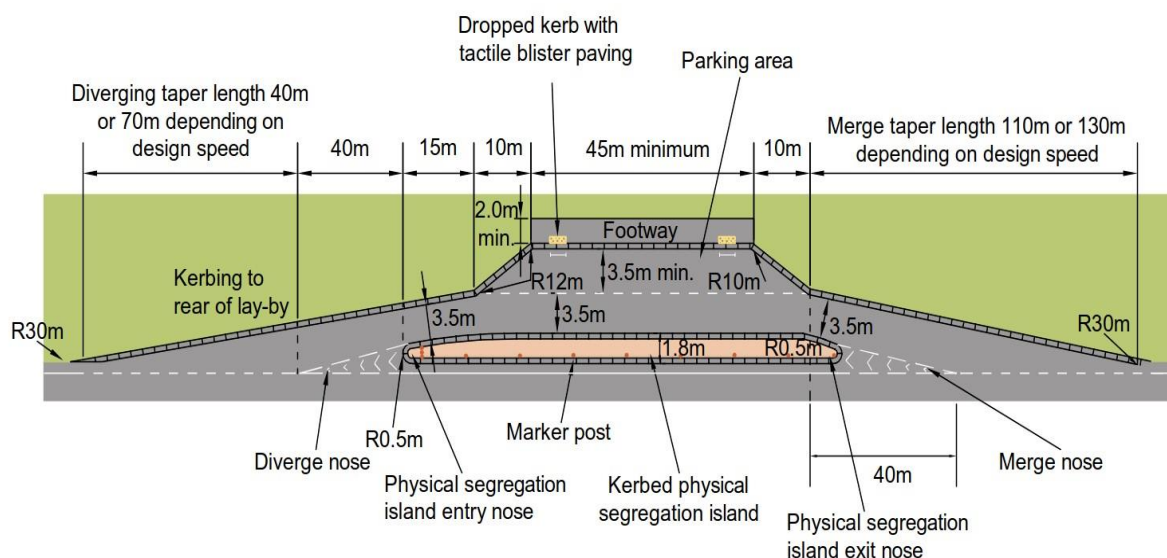 Dropped kerb with
tactile blister paving
Parking area
Diverging taper length 40m
or 70m depending on
design speed
40m
15m
10m
45m minimum
10m
Merge taper length 110m or 130m
depending on design speed
2.0m
min.
Footway
Kerbing to
rear of lay-by
R12m
3.5m min.
R10m
R30m
3.5m
3.5m
3.5m
R30m
1.8m
R0.5m
R0.5m
Marker post
Diverge nose
Merge nose
40m
Physical segregation
island entry nose
Kerbed physical
segregation island
Physical segregation
island exit nose